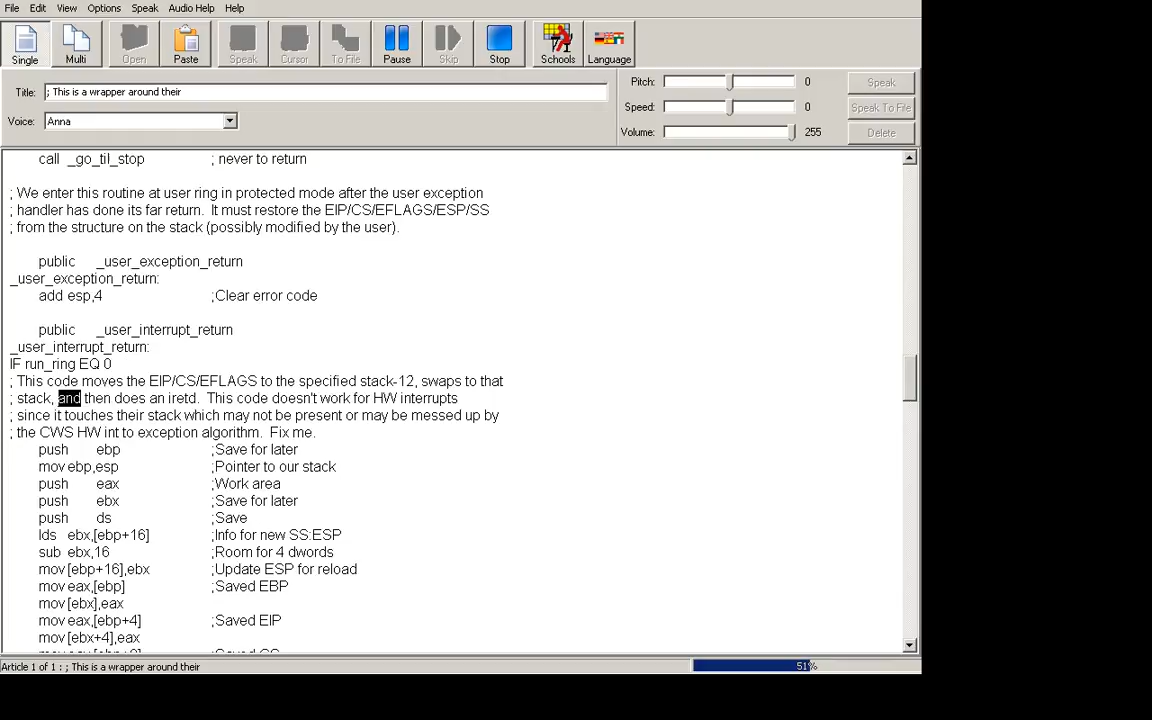 File Edit View Options Speak Audio Help Help
Single Multi Open Paste Speak Cursor To File Pause Skip Stop Schools Language
Title: ; This is a wrapper around their
Voice: Anna
Pitch: 0 Speak
Speed: 0 Speak To File
Volume: 255 Delete
call _go_til_stop ; never to return
; We enter this routine at user ring in protected mode after the user exception
; handler has done its far return. It must restore the EIP/CS/EFLAGS/ESP/SS
; from the structure on the stack (possibly modified by the user).
public _user_exception_return
_user_exception_return:
add esp,4 ;Clear error code
public _user_interrupt_return
_user_interrupt_return:
IF run_ring EQ 0
; This code moves the EIP/CS/EFLAGS to the specified stack-12, swaps to that
; stack, and then does an iretd. This code doesn't work for HW interrupts
; since it touches their stack which may not be present or may be messed up by
; the CWS HW int to exception algorithm. Fix me.
push ebp ;Save for later
mov ebp,esp ;Pointer to our stack
push eax ;Work area
push ebx ;Save for later
push ds ;Save
lds ebx,[ebp+16] ;Info for new SS:ESP
sub ebx,16 ;Room for 4 dwords
mov [ebp+16],ebx ;Update ESP for reload
mov eax,[ebp] ;Saved EBP
mov [ebx],eax
mov eax,[ebp+4] ;Saved EIP
mov [ebx+4],eax
Article 1 of 1 : ; This is a wrapper around their 51%